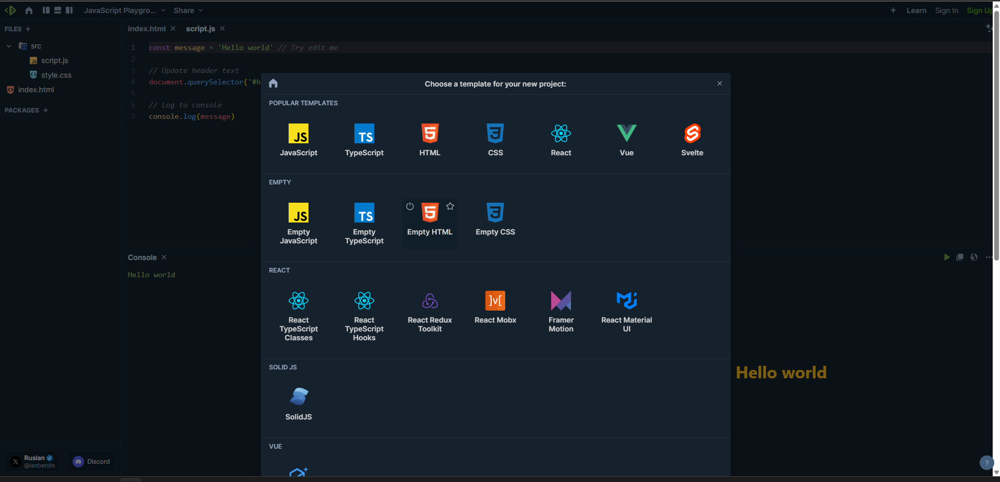 JavaScript Playgro...
Share
Learn
Sign In
Sign Up
FILES
index.html
script.js
src
script.js
style.css
index.html
PACKAGES
1 const message = 'Hello world' // Try edit me
2
3 // Update header text
4 document.querySelector('#h
5
6 // Log to console
7 console.log(message)
Choose a template for your new project:
POPULAR TEMPLATES
JS
TS
5
3
JavaScript
TypeScript
HTML
CSS
React
Vue
Svelte
EMPTY
JS
TS
5
3
Empty
JavaScript
Empty
TypeScript
Empty HTML
Empty CSS
REACT
]v[
React
TypeScript
Classes
React
TypeScript
Hooks
React Redux
Toolkit
React Mobx
Framer
Motion
React Material
UI
SOLID JS
SolidJS
VUE
Console
Hello world
Hello world
Ruslan
@ianberdin
Discord
?